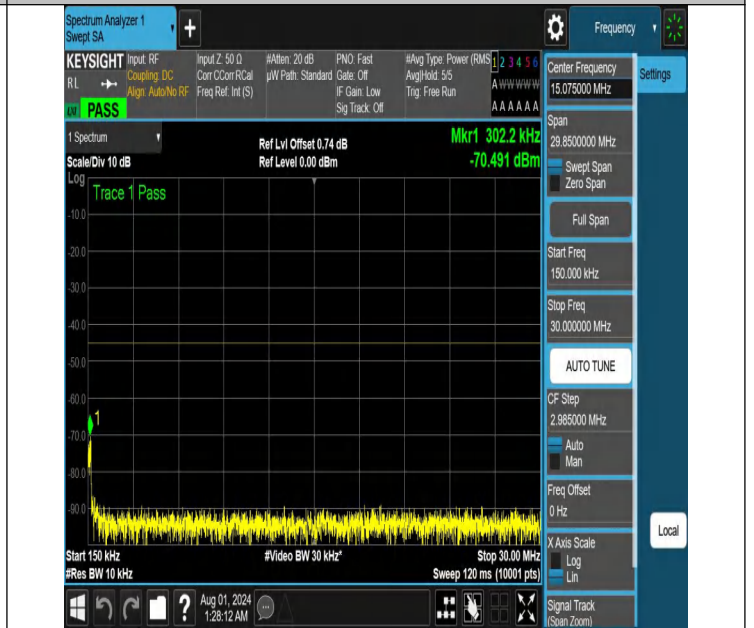 Spectrum Analyzer 1
Swept SA
+
Frequency
KEYSIGHT
RL
PASS
Input: RF
Coupling: DC
Align: Auto/No RF
Input Z: 50 Ω
Corr CCorr RCal
Freq Ref: Int (S)
#Atten: 20 dB
µW Path: Standard
PNO: Fast
Gate: Off
IF Gain: Low
Sig Track: Off
#Avg Type: Power (RMS
Avg|Hold: 5/5
Trig: Free Run
1 2 3 4 5 6
A W W W W W
A A A A A A
1 Spectrum
Scale/Div 10 dB
Ref Lvl Offset 0.74 dB
Ref Level 0.00 dBm
Mkr1 302.2 kHz
-70.491 dBm
Log
Trace 1 Pass
-10.0
-20.0
-30.0
-40.0
-50.0
-60.0
1
-70.0
-80.0
-90.0
Start 150 kHz
#Video BW 30 kHz*
Stop 30.00 MHz
#Res BW 10 kHz
Sweep 120 ms (10001 pts)
?
Aug 01, 2024
1:28:12 AM
Center Frequency
15.075000 MHz
Settings
Span
29.8500000 MHz
Swept Span
Zero Span
Full Span
Start Freq
150.000 kHz
Stop Freq
30.000000 MHz
AUTO TUNE
CF Step
2.985000 MHz
Auto
Man
Freq Offset
0 Hz
Local
X Axis Scale
Log
Lin
Signal Track
(Span Zoom)